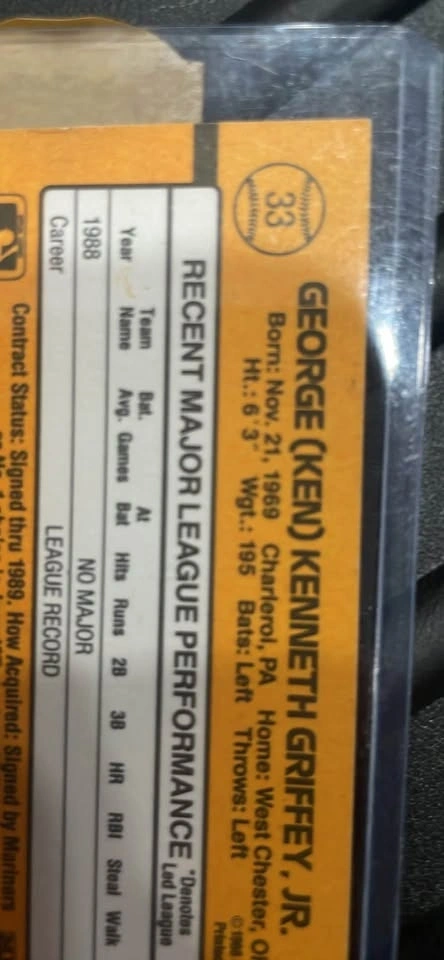 33
GEORGE (KEN) KENNETH GRIFFEY, JR.
Born: Nov. 21, 1969 Charleroi, PA Home: West Chester,
Ht.: 6'3" Wgt.: 195 Bats: Left Throws: Left
© 1988
RECENT MAJOR LEAGUE PERFORMANCE *Denotes
Led League
Year Team Name Bat. Avg. Games At Bat Hits Runs 2B 3B HR RBI Steal Walk
1988 NO MAJOR
Career LEAGUE RECORD
Contract Status: Signed thru 1989. How Acquired: Signed by Mariners